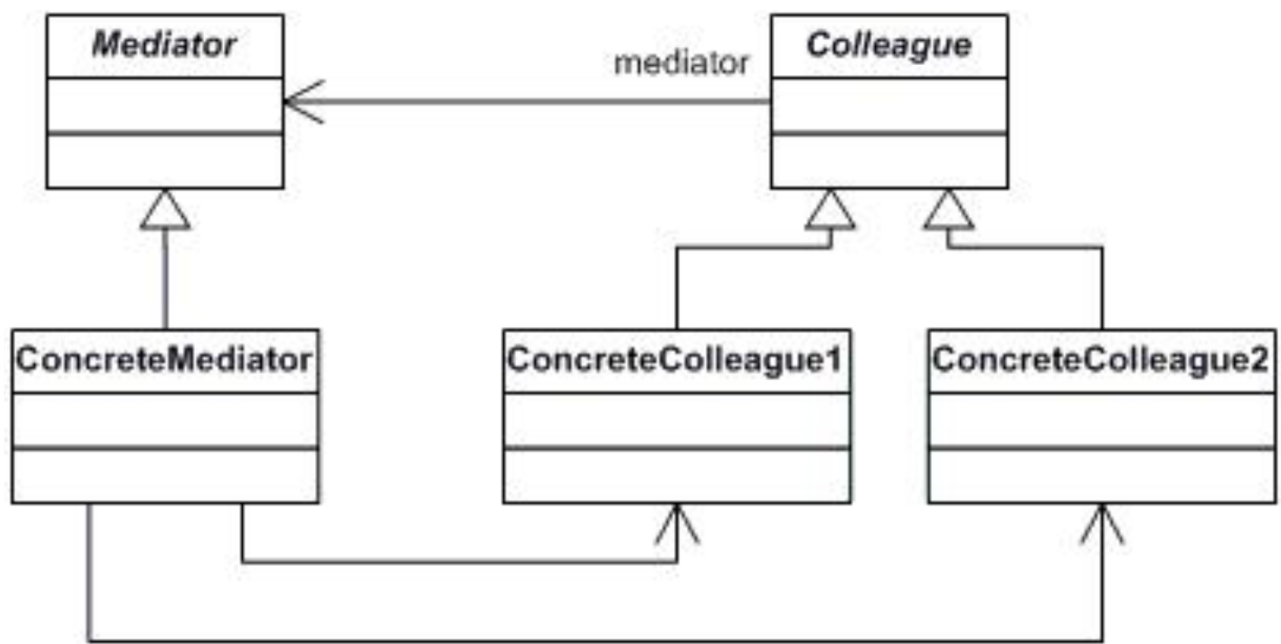 Mediator
Colleague
mediator
ConcreteMediator
ConcreteColleague1
ConcreteColleague2